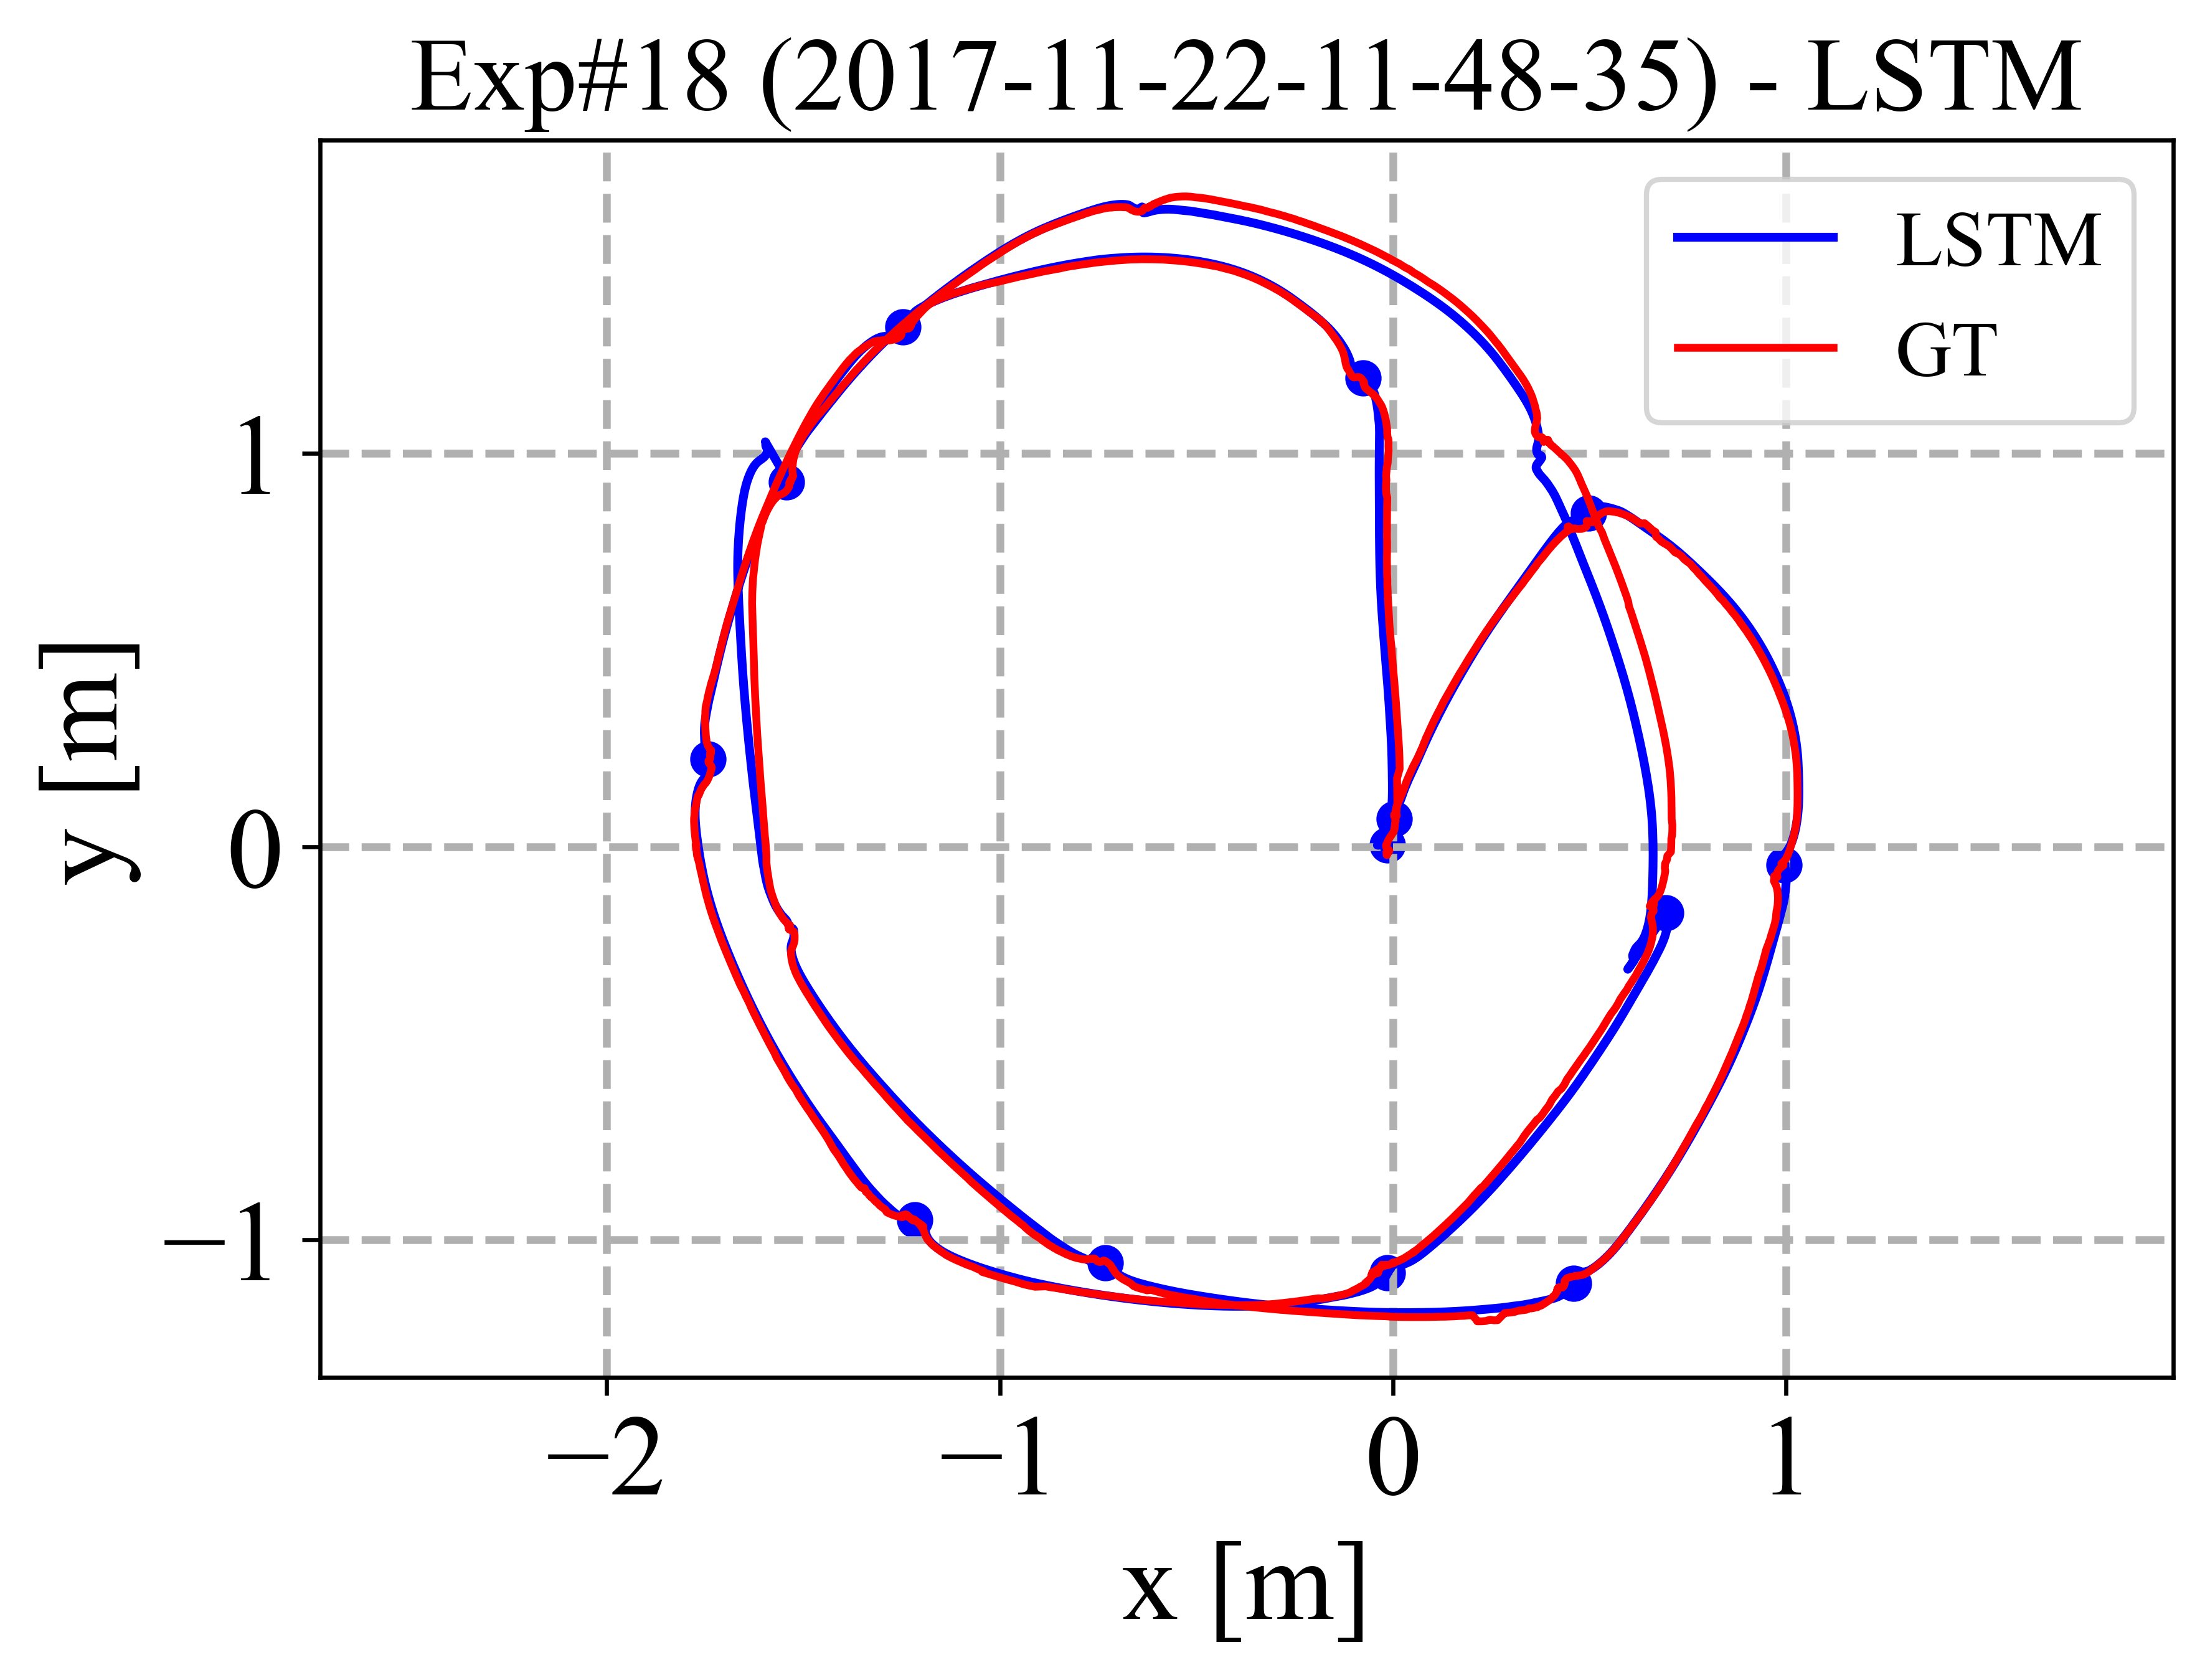 Exp#18 (2017-11-22-11-48-35) - LSTM
LSTM
GT
y [m]
1
0
−1
−2 −1 0 1
x [m]